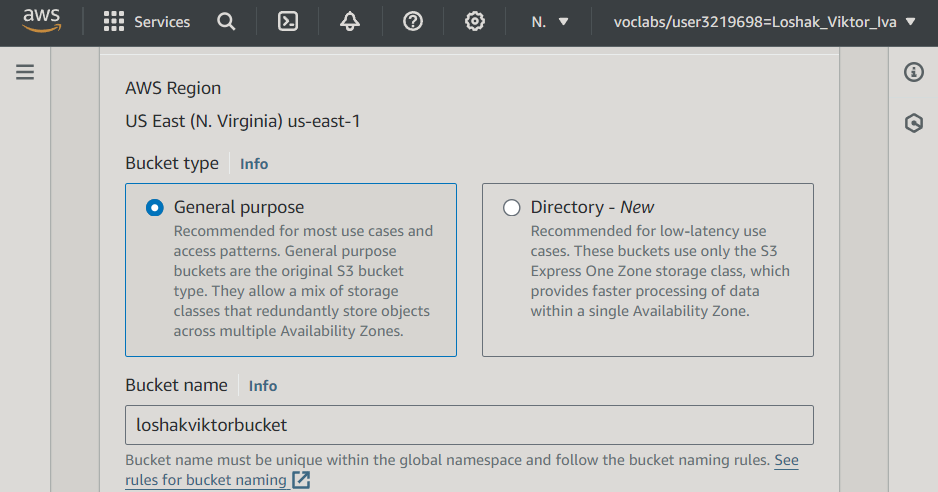 aws Services N. voclabs/user3219698=Loshak_Viktor_Iva
AWS Region
US East (N. Virginia) us-east-1
Bucket type Info
General purpose
Recommended for most use cases and
access patterns. General purpose
buckets are the original S3 bucket
type. They allow a mix of storage
classes that redundantly store objects
across multiple Availability Zones.
Directory - New
Recommended for low-latency use
cases. These buckets use only the S3
Express One Zone storage class, which
provides faster processing of data
within a single Availability Zone.
Bucket name Info
loshakviktorbucket
Bucket name must be unique within the global namespace and follow the bucket naming rules. See
rules for bucket naming